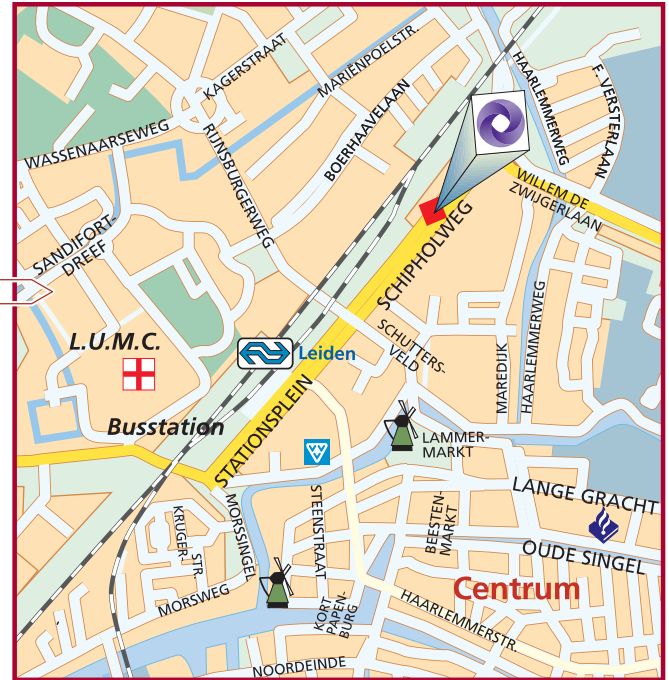 KAGERSTRAAT
MARIENPOELSTR.
HAARLEMMERWEG
F. VERSTERLAAN
WASSENAARSEWEG
RIJNSBURGERWEG
BOERHAAVELAAN
WILLEM DE
ZWIJGERLAAN
SANDIFORT-
DREEF
SCHIPHOLWEG
L.U.M.C.
Leiden
SCHUTTERS-
VELD
MAREDIJK
HAARLEMMERWEG
Busstation
STATIONSPLEIN
LAMMER-
MARKT
LANGE GRACHT
MORSSINGEL
STEENSTRAAT
BEESTEN-
MARKT
KRUGER-
STR.
OUDE SINGEL
Centrum
MORSWEG
KORT
PAPEN-
BURG
HAARLEMMERSTR.
NOORDEINDE